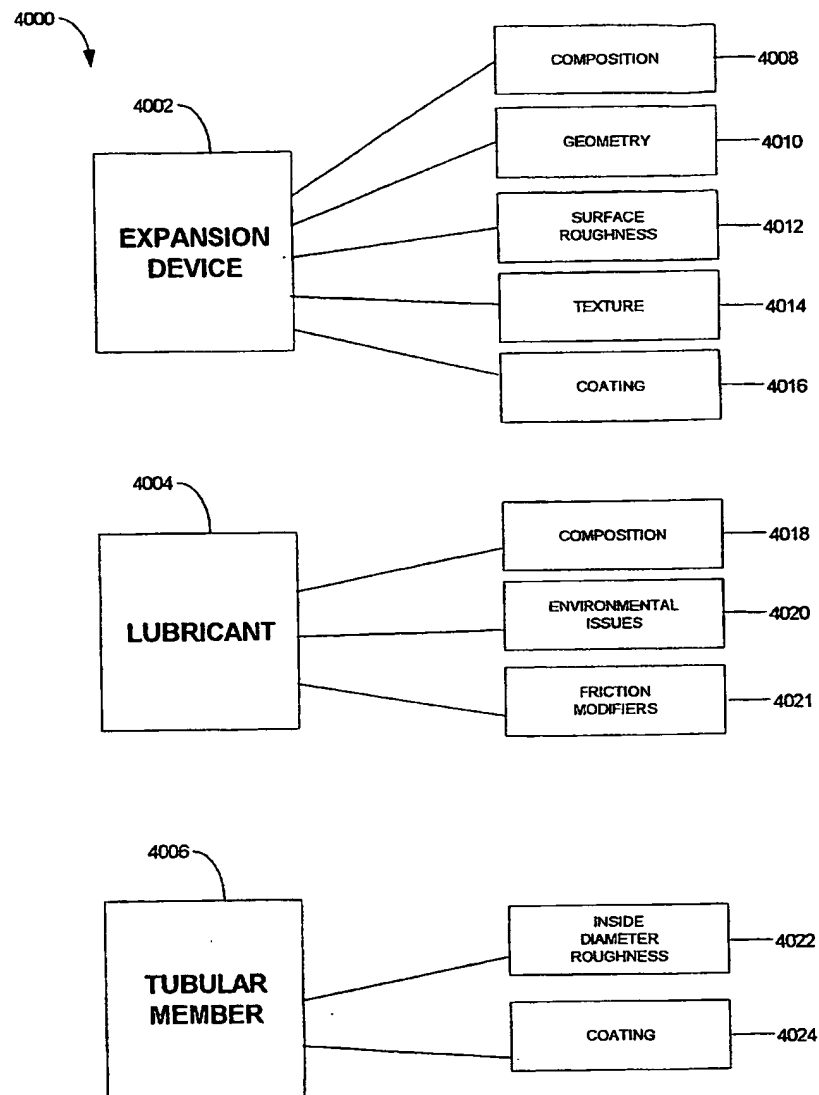 4000
4002
EXPANSION
DEVICE
COMPOSITION
4008
GEOMETRY
4010
SURFACE
ROUGHNESS
4012
TEXTURE
4014
COATING
4016
4004
LUBRICANT
COMPOSITION
4018
ENVIRONMENTAL
ISSUES
4020
FRICTION
MODIFIERS
4021
4006
TUBULAR
MEMBER
INSIDE
DIAMETER
ROUGHNESS
4022
COATING
4024